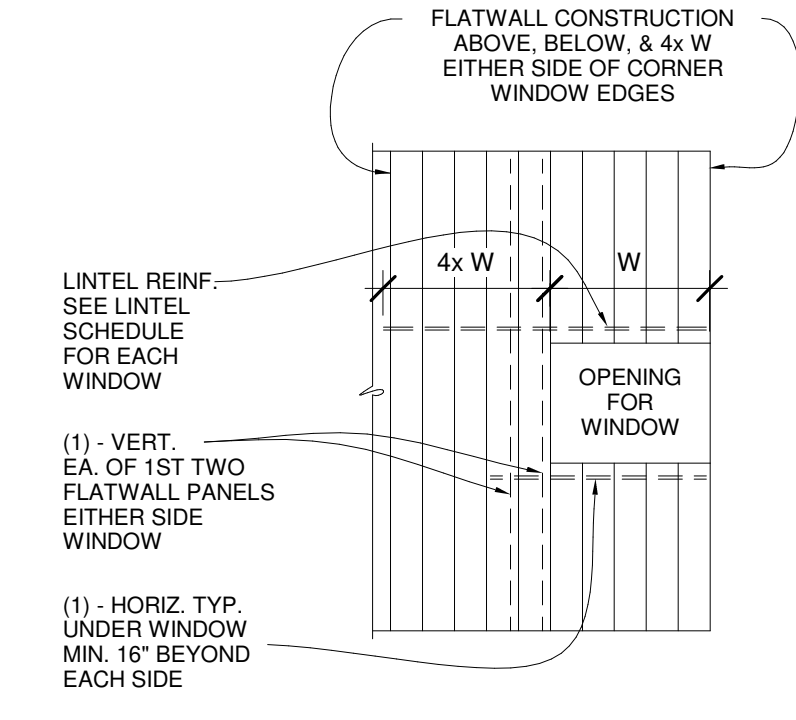 FLATWALL CONSTRUCTION
ABOVE, BELOW, & 4x W
EITHER SIDE OF CORNER
WINDOW EDGES
4x W
W
LINTEL REINF.
SEE LINTEL
SCHEDULE
FOR EACH
WINDOW
OPENING
FOR
WINDOW
(1) - VERT.
EA. OF 1ST TWO
FLATWALL PANELS
EITHER SIDE
WINDOW
(1) - HORIZ. TYP.
UNDER WINDOW
MIN. 16" BEYOND
EACH SIDE